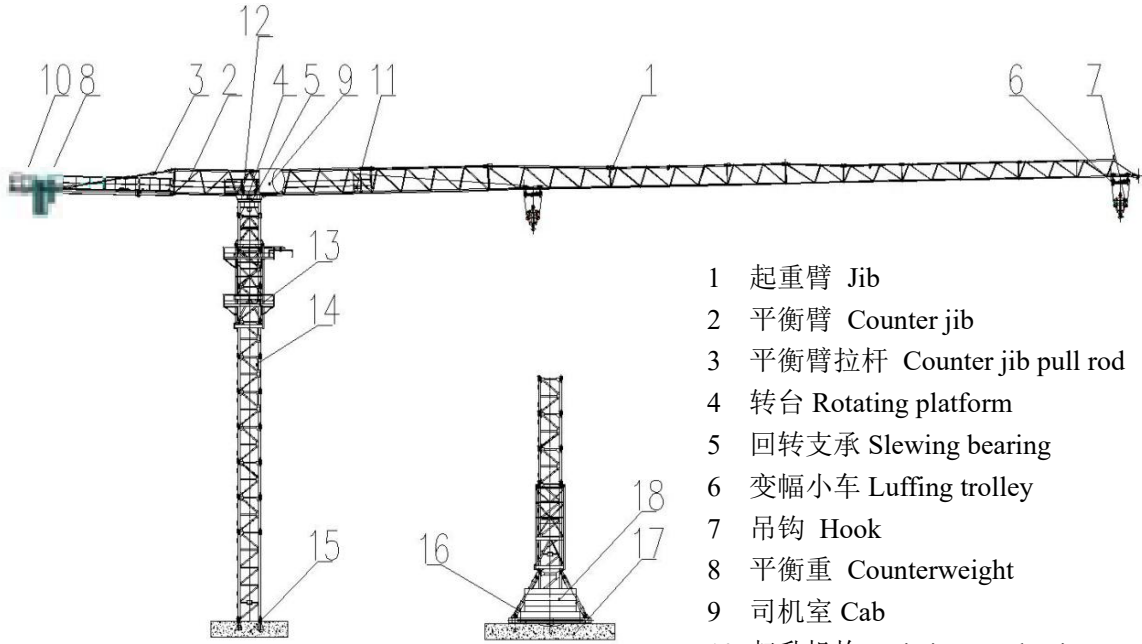 12
10 8 3 2 4 5 9 11 1 6 7
13
14
15
16
18
17
1 起重臂 Jib
2 平衡臂 Counter jib
3 平衡臂拉杆 Counter jib pull rod
4 转台 Rotating platform
5 回转支承 Slewing bearing
6 变幅小车 Luffing trolley
7 吊钩 Hook
8 平衡重 Counterweight
9 司机室 Cab